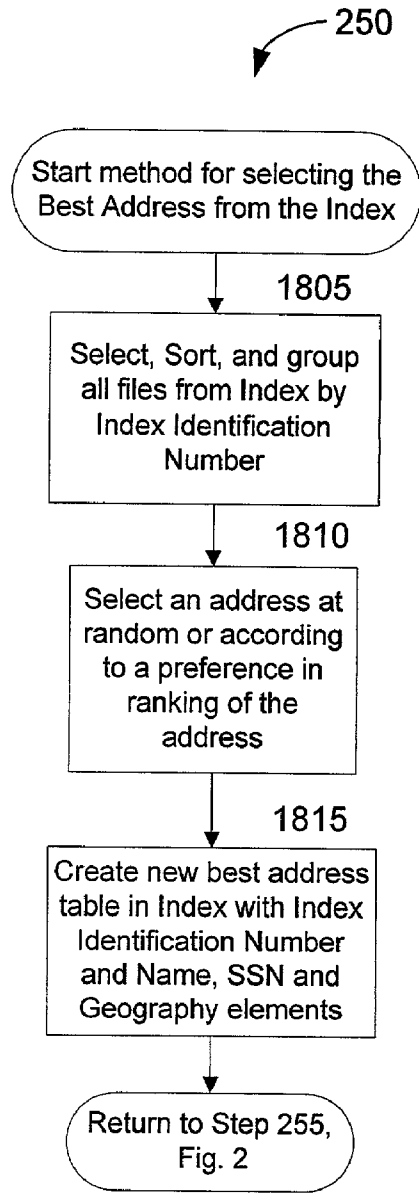 250
Start method for selecting the
Best Address from the Index
1805
Select, Sort, and group
all files from Index by
Index Identification
Number
1810
Select an address at
random or according
to a preference in
ranking of the
address
1815
Create new best address
table in Index with Index
Identification Number
and Name, SSN and
Geography elements
Return to Step 255,
Fig. 2